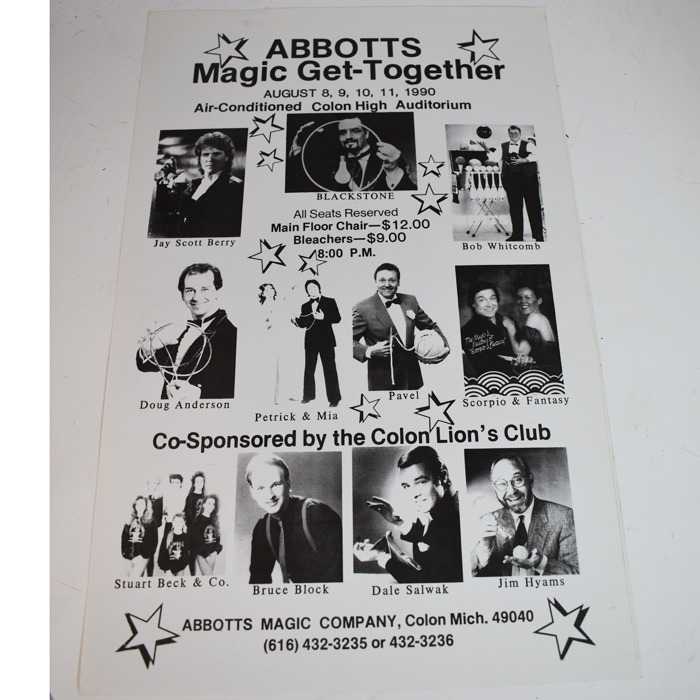 ABBOTTS
Magic Get-Together
AUGUST 8, 9, 10, 11, 1990
Air-Conditioned Colon High Auditorium
BLACKSTONE
Jay Scott Berry
Bob Whitcomb
All Seats Reserved
Main Floor Chair—$12.00
Bleachers—$9.00
8:00 P.M.
Doug Anderson
Petrick & Mia
Pavel
Scorpio & Fantasy
Co-Sponsored by the Colon Lion's Club
Stuart Beck & Co.
Bruce Block
Dale Salwak
Jim Hyams
ABBOTTS MAGIC COMPANY, Colon Mich. 49040
(616) 432-3235 or 432-3236